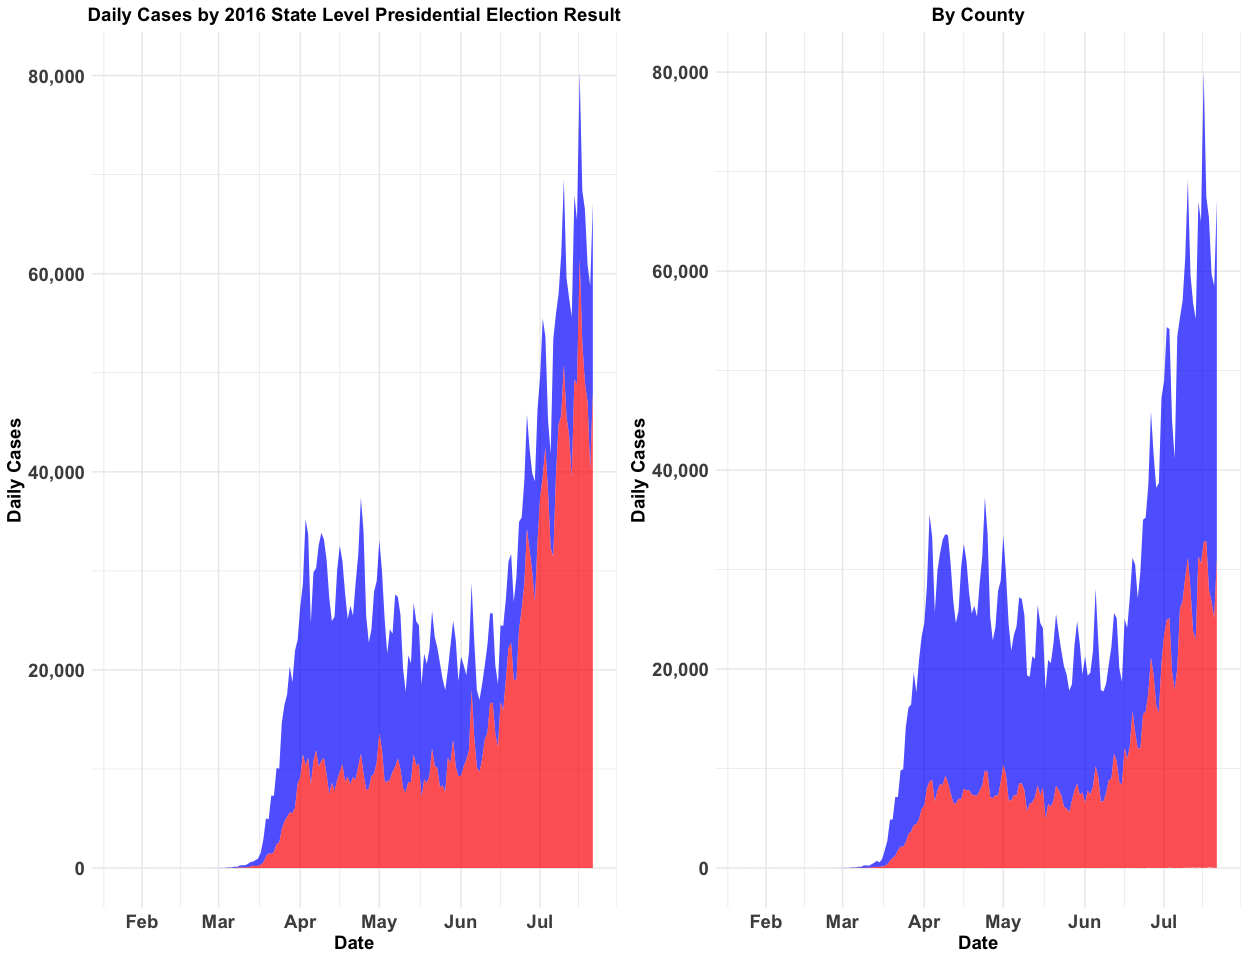 Daily Cases by 2016 State Level Presidential Election Result
Daily Cases
80,000
60,000
40,000
20,000
0
Feb Mar Apr May Jun Jul
Date
By County
Daily Cases
80,000
60,000
40,000
20,000
0
Feb Mar Apr May Jun Jul
Date